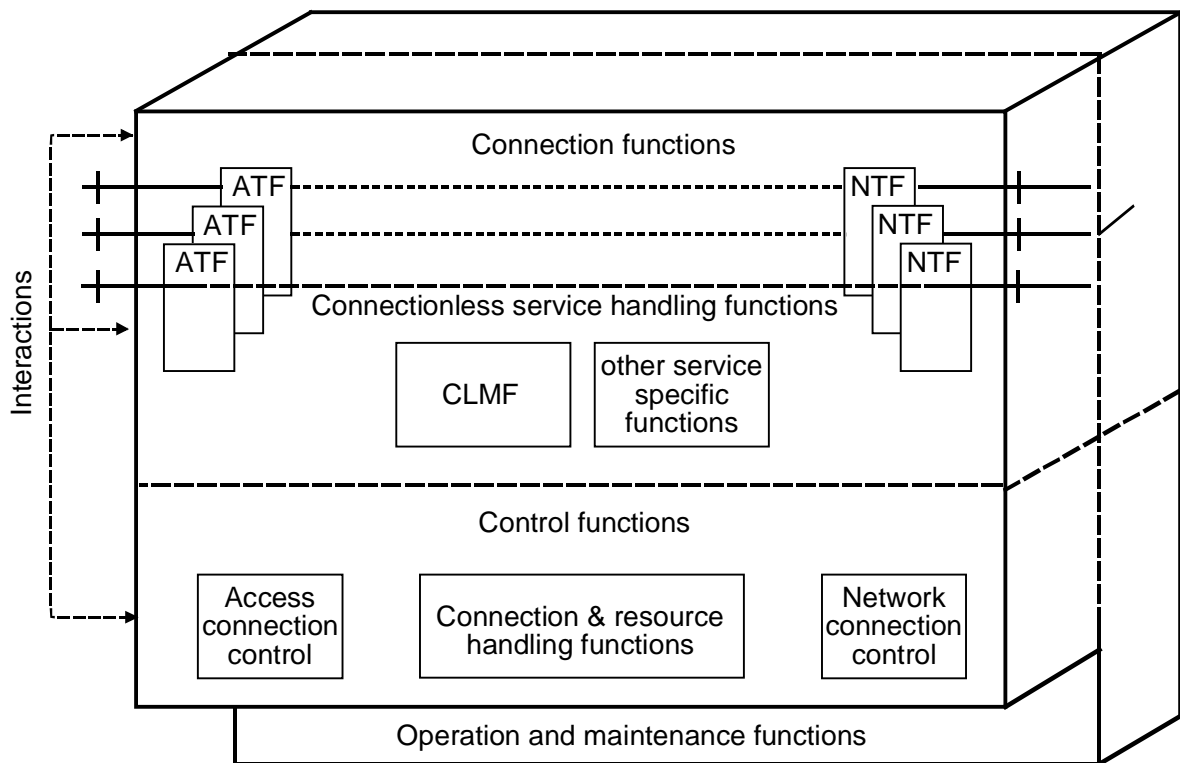 Connection functions
ATF
NTF
ATF
NTF
ATF
NTF
Connectionless service handling functions
Interactions
CLMF
other service
specific
functions
Control functions
Access
connection
control
Connection & resource
handling functions
Network
connection
control
Operation and maintenance functions